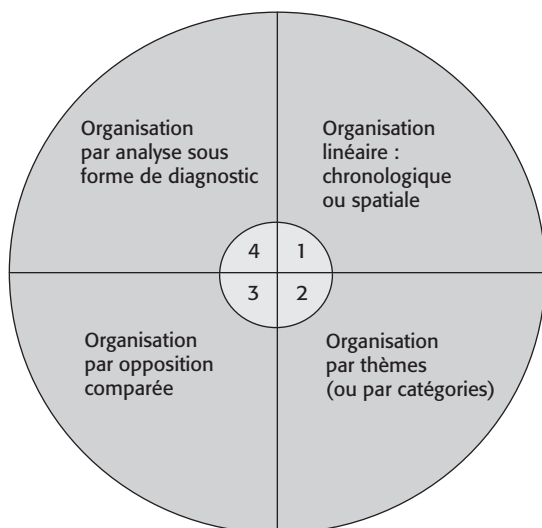 Organisation
par analyse sous
forme de diagnostic
Organisation
linéaire :
chronologique
ou spatiale
4
1
3
2
Organisation
par opposition
comparée
Organisation
par thèmes
(ou par catégories)